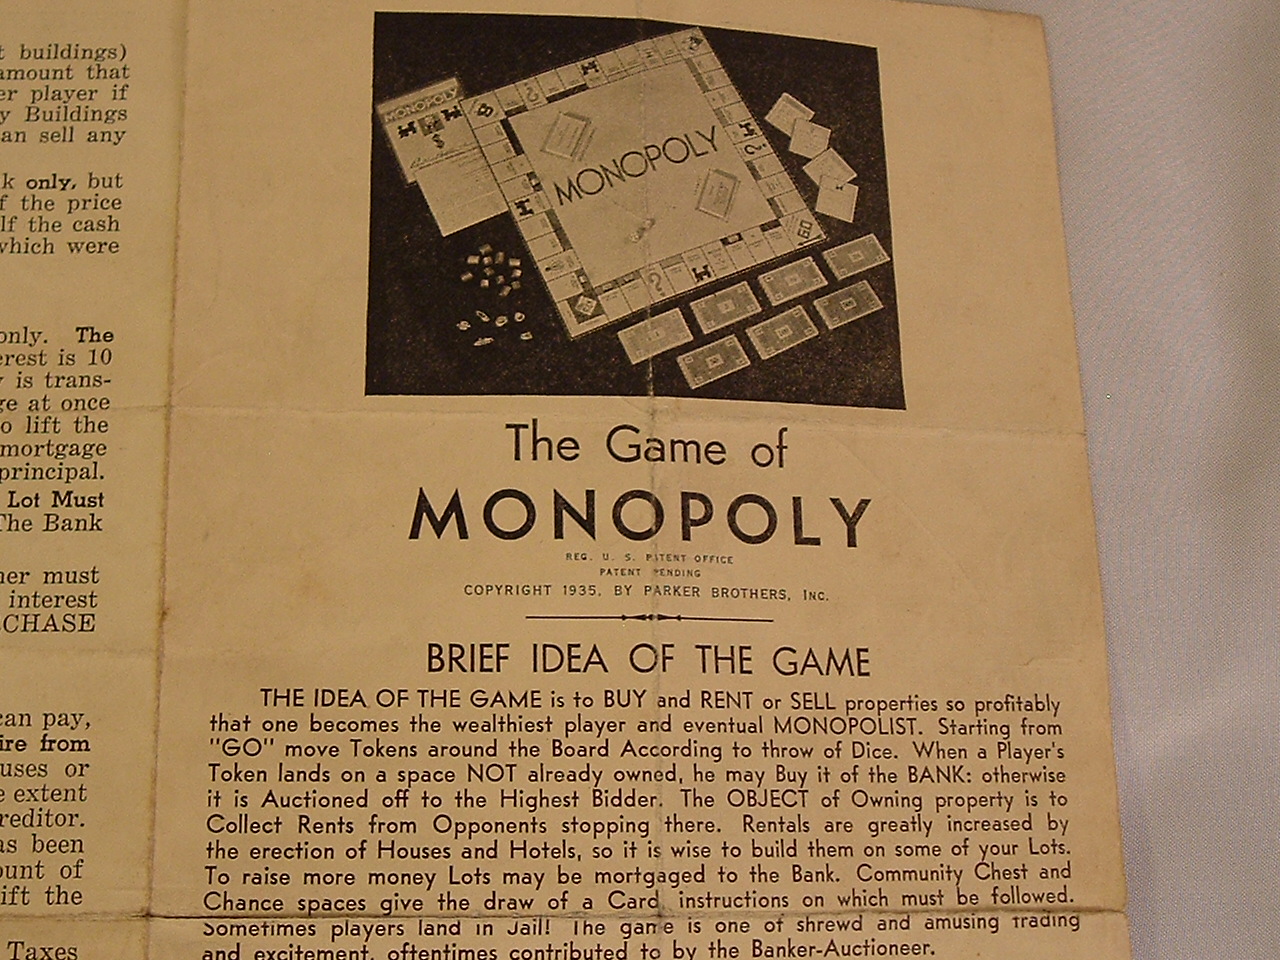 t buildings)
amount that
er player if
y Buildings
an sell any
k only, but
f the price
lf the cash
which were
only. The
erest is 10
y is trans-
ge at once
o lift the
mortgage
principal.
Lot Must
The Bank
ner must
interest
CHASE
can pay,
ire from
uses or
e extent
reditor.
as been
ount of
ift the
Taxes
MONOPOLY
MONOPOLY
GO
The Game of
MONOPOLY
REG. U. S. PATENT OFFICE
PATENT PENDING
COPYRIGHT 1935, BY PARKER BROTHERS, INC.
BRIEF IDEA OF THE GAME
THE IDEA OF THE GAME is to BUY and RENT or SELL properties so profitably
that one becomes the wealthiest player and eventual MONOPOLIST. Starting from
"GO" move Tokens around the Board According to throw of Dice. When a Player's
Token lands on a space NOT already owned, he may Buy it of the BANK: otherwise
it is Auctioned off to the Highest Bidder. The OBJECT of Owning property is to
Collect Rents from Opponents stopping there. Rentals are greatly increased by
the erection of Houses and Hotels, so it is wise to build them on some of your Lots.
To raise more money Lots may be mortgaged to the Bank. Community Chest and
Chance spaces give the draw of a Card, instructions on which must be followed.
Sometimes players land in Jail! The game is one of shrewd and amusing trading
and excitement, oftentimes contributed to by the Banker-Auctioneer.